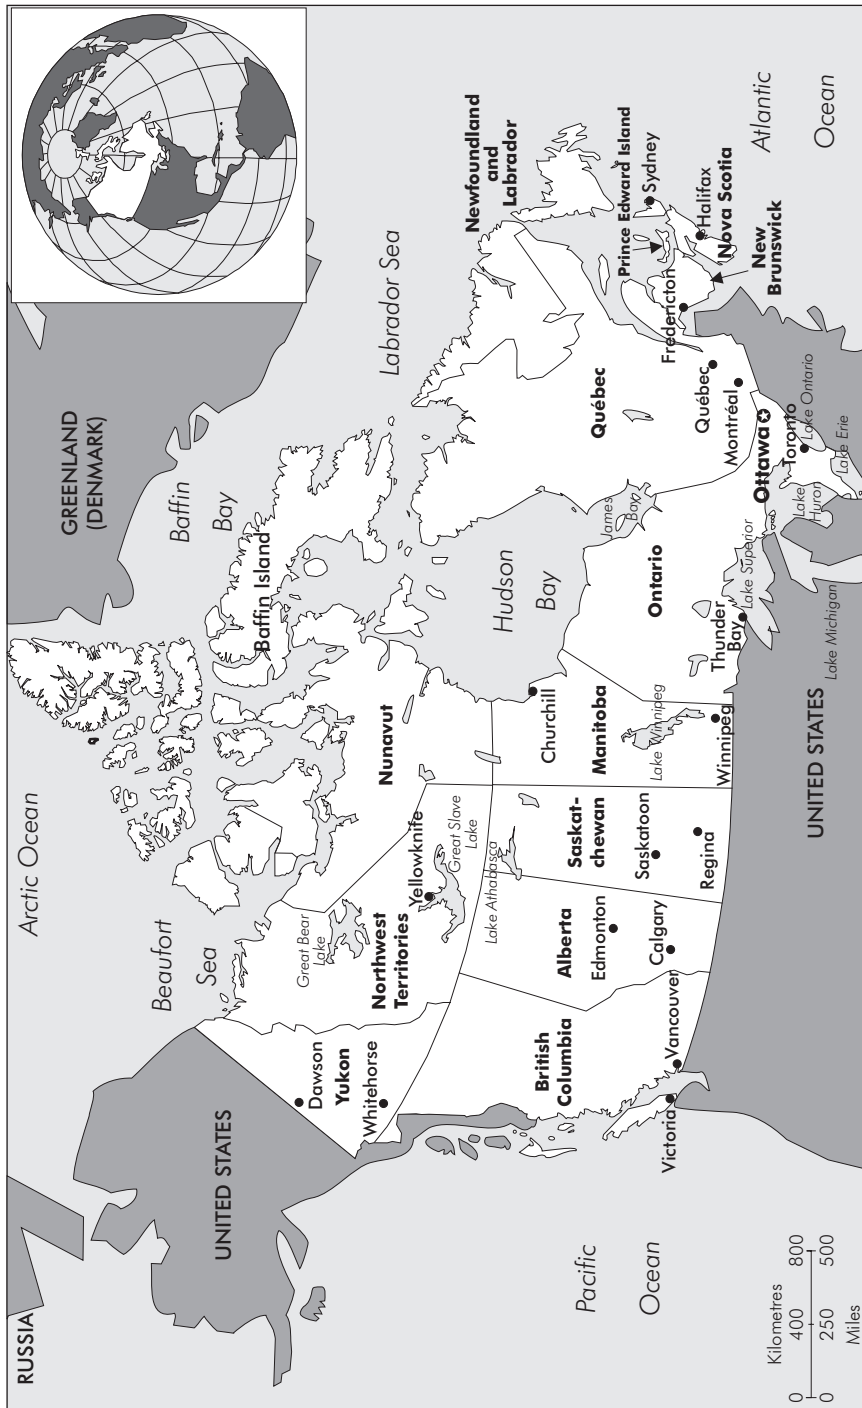 RUSSIA
Arctic Ocean
GREENLAND
(DENMARK)
Beaufort
Sea
Baffin
Bay
UNITED STATES
Baffin Island
Labrador Sea
Dawson
Yukon
Whitehorse
Great Bear
Lake
Northwest
Territories
Yellowknife
Great Slave
Lake
Nunavut
Newfoundland
and
Labrador
Hudson
Bay
Lake Athabasca
Churchill
British
Columbia
Alberta
Edmonton
Calgary
Saskat-
chewan
Saskatoon
Regina
Manitoba
Lake Winnipeg
Winnipeg
James
Bay
Ontario
Québec
Prince Edward Island
Sydney
Halifax
Nova Scotia
New
Brunswick
Fredericton
Québec
Montréal
Ottawa
Toronto
Lake Ontario
Lake Erie
Lake
Huron
Thunder
Bay
Lake Superior
Lake Michigan
UNITED STATES
Victoria
Vancouver
Pacific
Ocean
Atlantic
Ocean
Kilometres
0 400 800
0 250 500
Miles